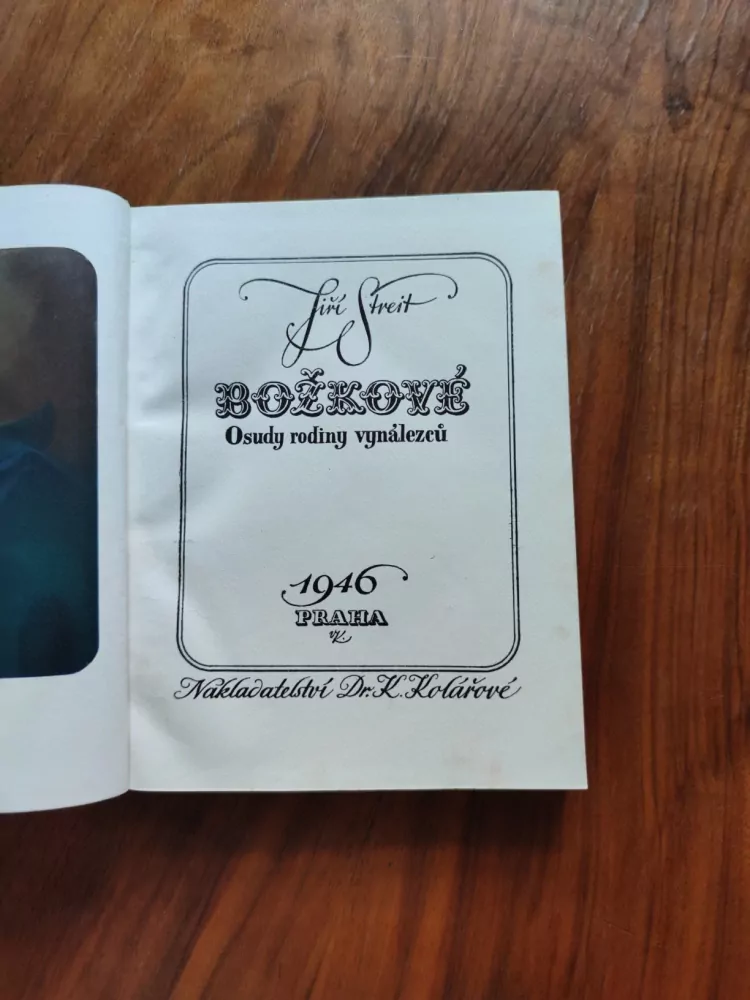 Jiří Streit
BOŽKOVÉ
Osudy rodiny vynálezců
1946
PRAHA
Nakladatelství Dr. K. Kolářové